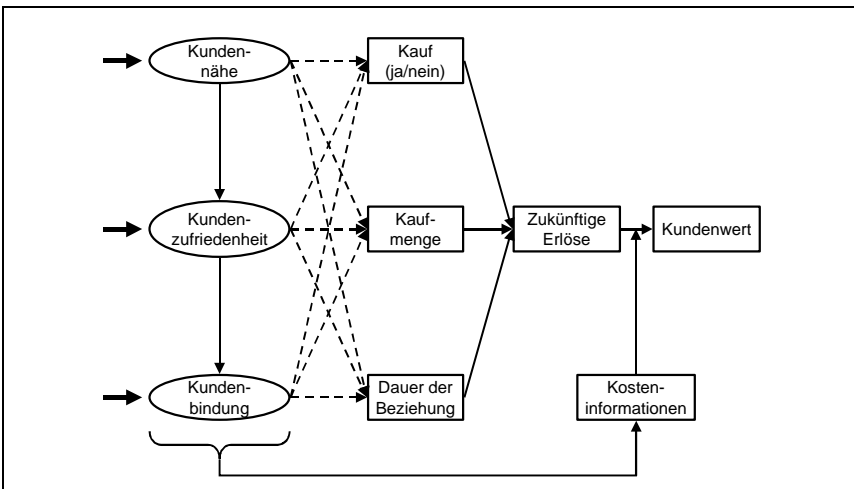 Kunden-
nähe
Kauf
(ja/nein)
Kunden-
zufriedenheit
Kauf-
menge
Zukünftige
Erlöse
Kundenwert
Kunden-
bindung
Dauer der
Beziehung
Kosten-
informationen